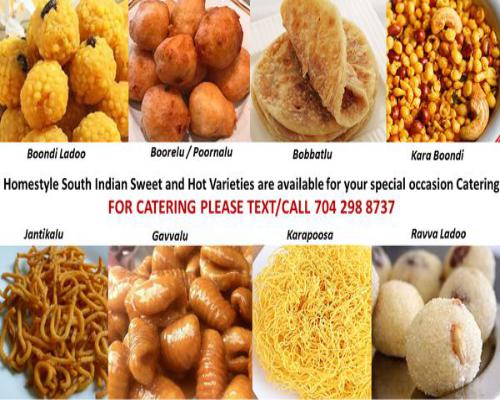 Boondi Ladoo Boorelu / Poornalu Bobbatlu Kara Boondi
Homestyle South Indian Sweet and Hot Varieties are available for your special occasion Catering
FOR CATERING PLEASE TEXT/CALL 704 298 8737
Jantikalu Gavvalu Karapoosa Ravva Ladoo